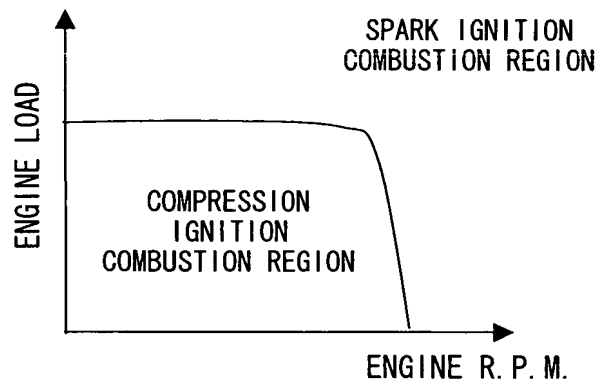 SPARK IGNITION
COMBUSTION REGION
ENGINE LOAD
COMPRESSION
IGNITION
COMBUSTION REGION
ENGINE R. P. M.